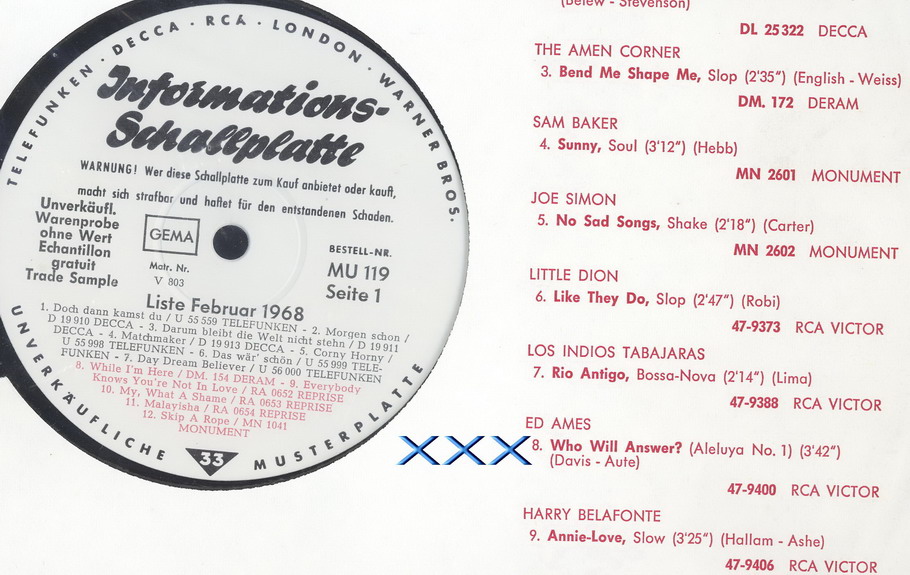 TELEFUNKEN · DECCA · RCA · LONDON · WARNER BROS.
Informations-
Schallplatte
WARNUNG! Wer diese Schallplatte zum Kauf anbietet oder kauft,
macht sich strafbar und haftet für den entstandenen Schaden.
Unverkäufl.
Warenprobe
ohne Wert
Echantillon
gratuit
Trade Sample
GEMA
Matr. Nr.
V 803
BESTELL-NR.
MU 119
Seite 1
Liste Februar 1968
1. Doch dann kamst du / U 55 559 TELEFUNKEN - 2. Morgen schon /
D 19 910 DECCA - 3. Darum bleibt die Welt nicht stehn / D 19 911
DECCA - 4. Matchmaker / D 19 913 DECCA - 5. Corny Horny /
U 55 998 TELEFUNKEN - 6. Das wär' schön / U 55 999 TELE-
FUNKEN - 7. Day Dream Believer / U 56 000 TELEFUNKEN
8. While I'm Here / DM. 154 DERAM - 9. Everybody
Knows You're Not In Love / RA 0652 REPRISE
10. My, What A Shame / RA 0653 REPRISE
11. Malayisha / RA 0654 REPRISE
12. Skip A Rope / MN 1041
MONUMENT
UNVERKÄUFLICHE 33 MUSTERPLATTE
(Belew - Stevenson)
DL 25 322 DECCA
THE AMEN CORNER
3. Bend Me Shape Me, Slop (2'35“) (English - Weiss)
DM. 172 DERAM
SAM BAKER
4. Sunny, Soul (3'12“) (Hebb)
MN 2601 MONUMENT
JOE SIMON
5. No Sad Songs, Shake (2'18“) (Carter)
MN 2602 MONUMENT
LITTLE DION
6. Like They Do, Slop (2'47“) (Robi)
47-9373 RCA VICTOR
LOS INDIOS TABAJARAS
7. Rio Antigo, Bossa-Nova (2'14“) (Lima)
47-9388 RCA VICTOR
ED AMES
XXX 8. Who Will Answer? (Aleluya No. 1) (3'42“)
(Davis - Aute)
47-9400 RCA VICTOR
HARRY BELAFONTE
9. Annie-Love, Slow (3'25“) (Hallam - Ashe)
47-9406 RCA VICTOR